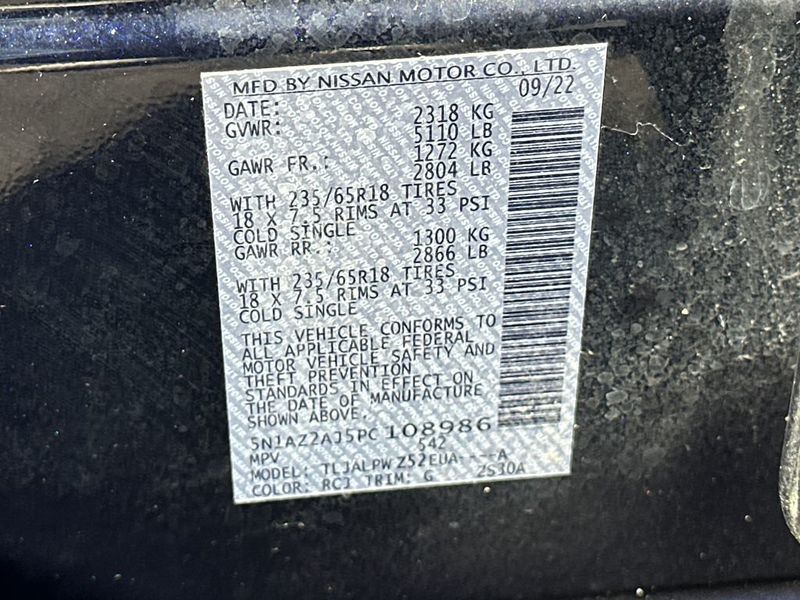 MFD BY NISSAN MOTOR CO., LTD.
DATE: 09/22
GVWR: 2318 KG
5110 LB
GAWR FR.: 1272 KG
2804 LB
WITH 235/65R18 TIRES
18 X 7.5 RIMS AT 33 PSI
COLD SINGLE
GAWR RR.: 1300 KG
2866 LB
WITH 235/65R18 TIRES
18 X 7.5 RIMS AT 33 PSI
COLD SINGLE
THIS VEHICLE CONFORMS TO
ALL APPLICABLE FEDERAL
MOTOR VEHICLE SAFETY AND
THEFT PREVENTION
STANDARDS IN EFFECT ON
THE DATE OF MANUFACTURE
SHOWN ABOVE.
5N1AZ2AJ5PC108986
MPV 542
MODEL: TLJALPW Z52EUA----A
COLOR: RCJ TRIM: G 2S30A